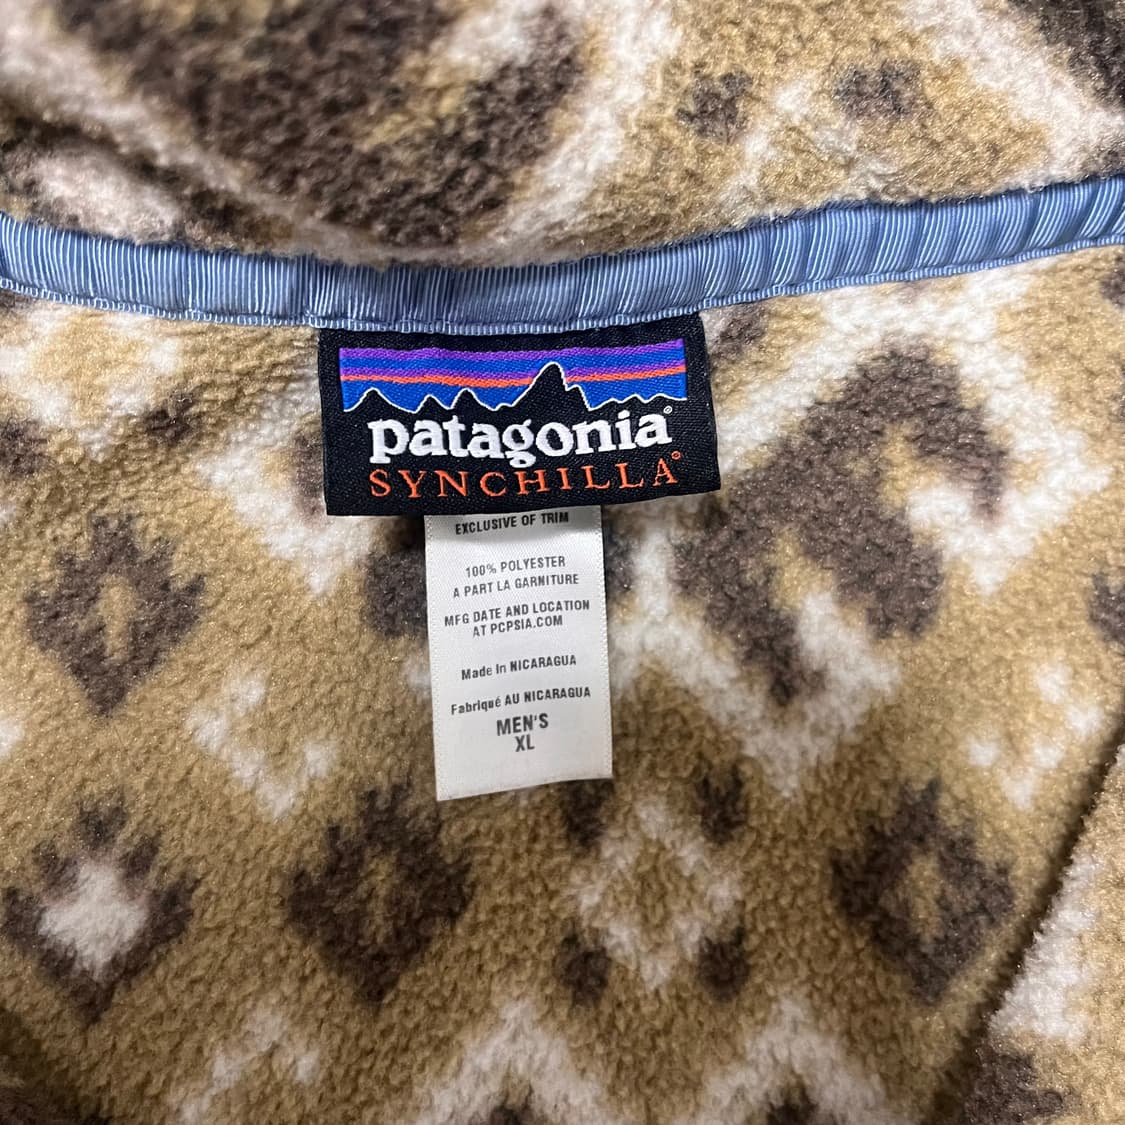 patagonia®
SYNCHILLA®
EXCLUSIVE OF TRIM
100% POLYESTER
A PART LA GARNITURE
MFG DATE AND LOCATION
AT PCPSIA.COM
Made In NICARAGUA
Fabriqué AU NICARAGUA
MEN'S
XL